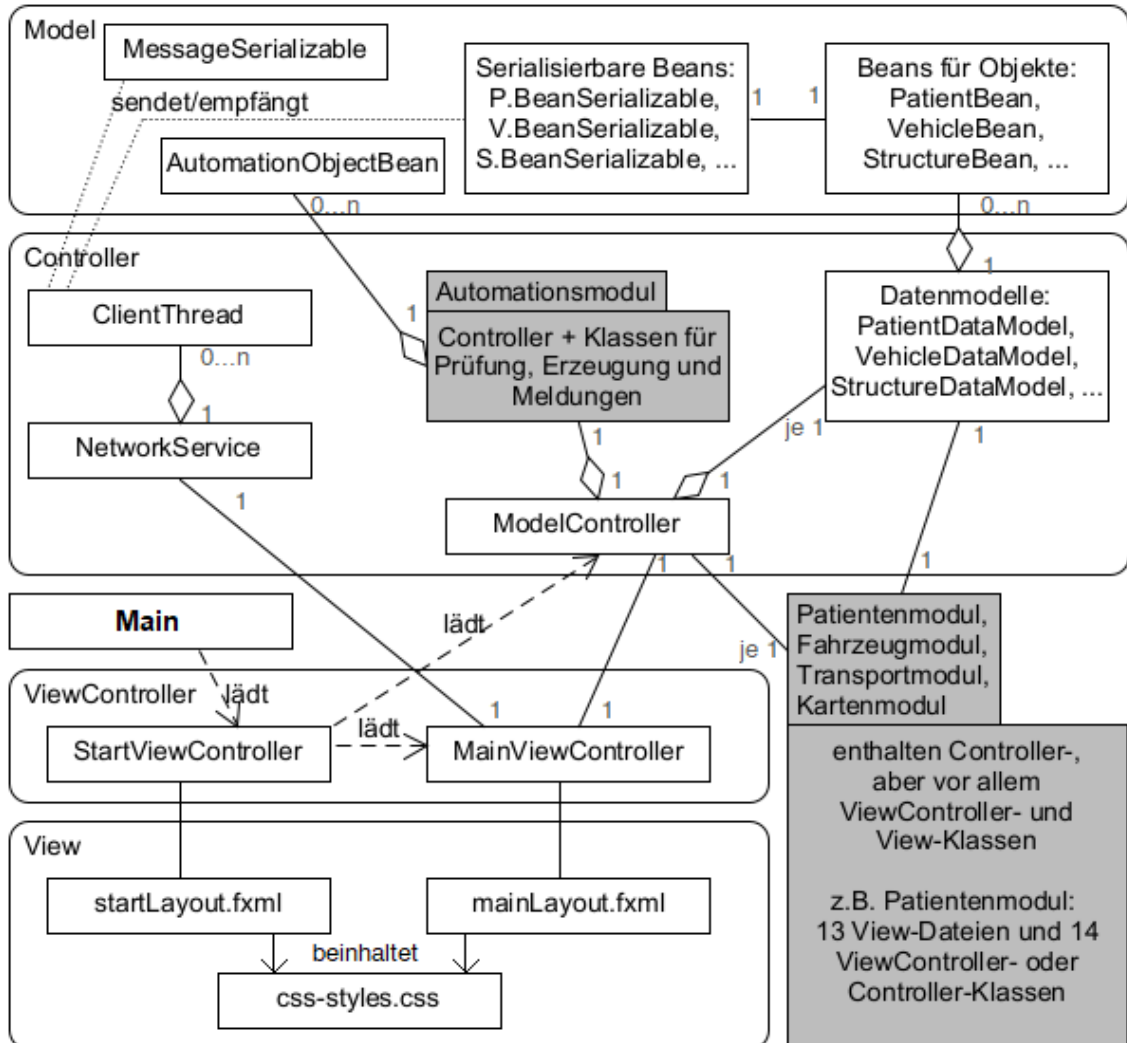 Model
MessageSerializable
sendet/empfängt
AutomationObjectBean
0...n
Serialisierbare Beans:
P.BeanSerializable,
V.BeanSerializable,
S.BeanSerializable, ...
1
1
Beans für Objekte:
PatientBean,
VehicleBean,
StructureBean, ...
0...n
Controller
ClientThread
0...n
1
NetworkService
1
1
Automationsmodul
Controller + Klassen für
Prüfung, Erzeugung und
Meldungen
1
1
1
Datenmodelle:
PatientDataModel,
VehicleDataModel,
StructureDataModel, ...
je 1
1
1
ModelController
1
1
1
Main
lädt
lädt
je 1
Patientenmodul,
Fahrzeugmodul,
Transportmodul,
Kartenmodul
ViewController
StartViewController
lädt
1
1
MainViewController
enthalten Controller-,
aber vor allem
ViewController- und
View-Klassen
z.B. Patientenmodul:
13 View-Dateien und 14
ViewController- oder
Controller-Klassen
View
startLayout.fxml
mainLayout.fxml
beinhaltet
css-styles.css